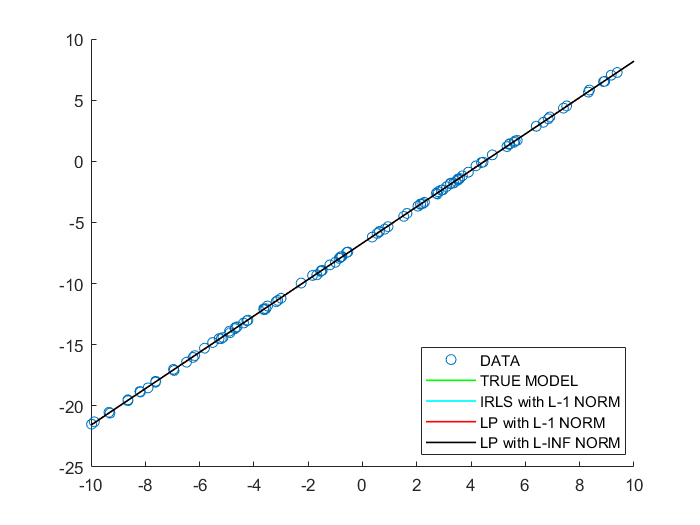 10
5
0
-5
-10
-15
-20
-25
-10 -8 -6 -4 -2 0 2 4 6 8 10
DATA
TRUE MODEL
IRLS with L-1 NORM
LP with L-1 NORM
LP with L-INF NORM